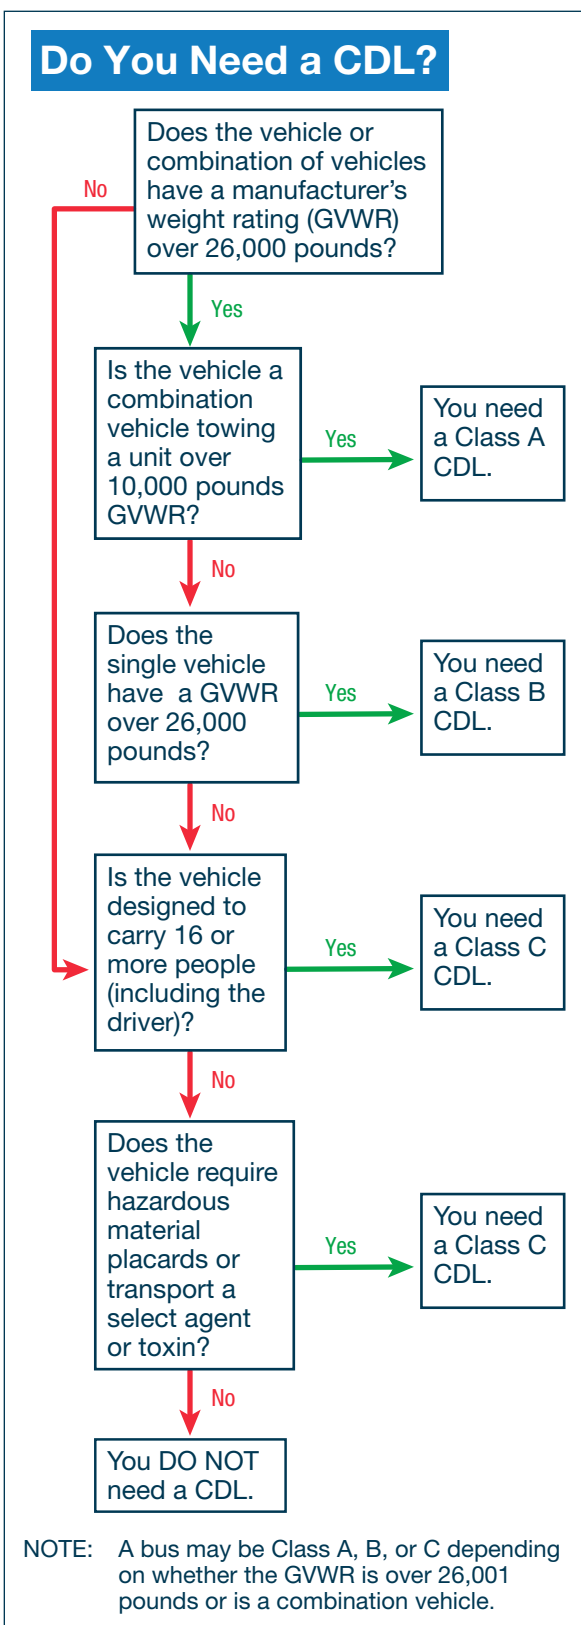 Do You Need a CDL?
Does the vehicle or
combination of vehicles
have a manufacturer’s
weight rating (GVWR)
over 26,000 pounds?
No
Yes
Is the vehicle a
combination
vehicle towing
a unit over
10,000 pounds
GVWR?
Yes
You need
a Class A
CDL.
No
Does the
single vehicle
have a GVWR
over 26,000
pounds?
Yes
You need
a Class B
CDL.
No
Is the vehicle
designed to
carry 16 or
more people
(including the
driver)?
Yes
You need
a Class C
CDL.
No
Does the
vehicle require
hazardous
material
placards or
transport a
select agent
or toxin?
Yes
You need
a Class C
CDL.
No
You DO NOT
need a CDL.
NOTE: A bus may be Class A, B, or C depending
on whether the GVWR is over 26,001
pounds or is a combination vehicle.